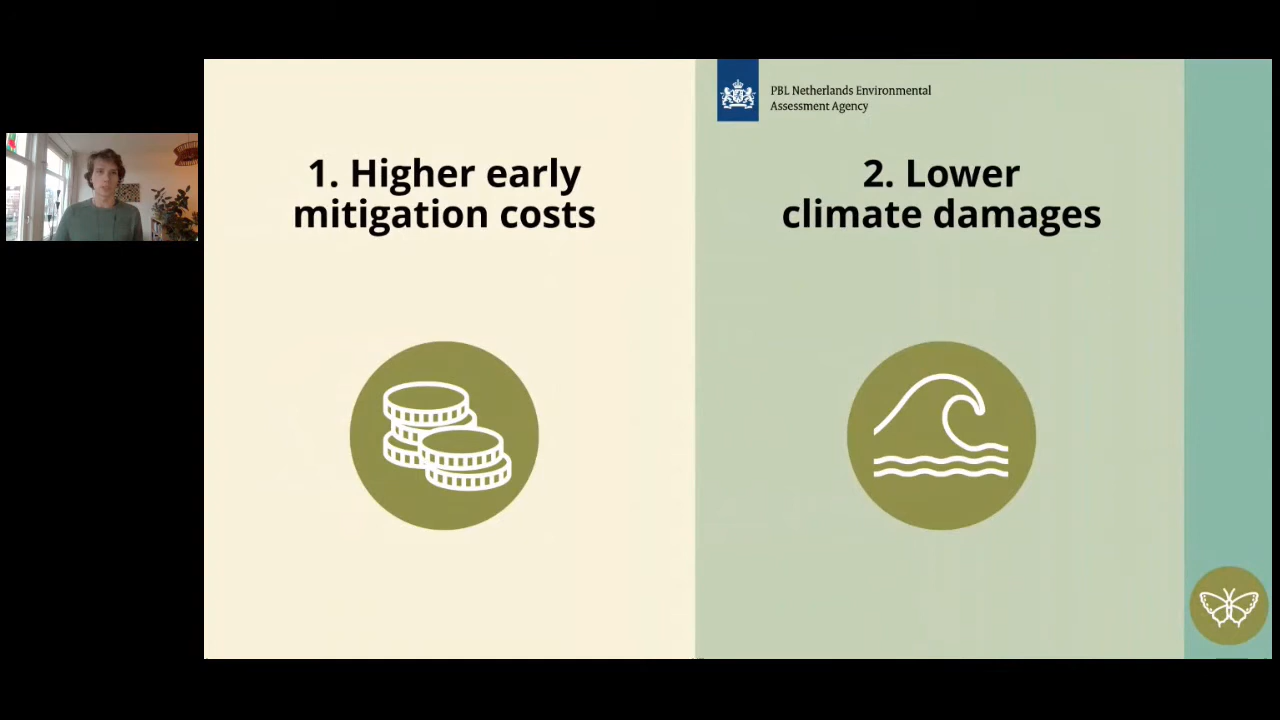 PBL Netherlands Environmental
Assessment Agency
1. Higher early
mitigation costs
2. Lower
climate damages